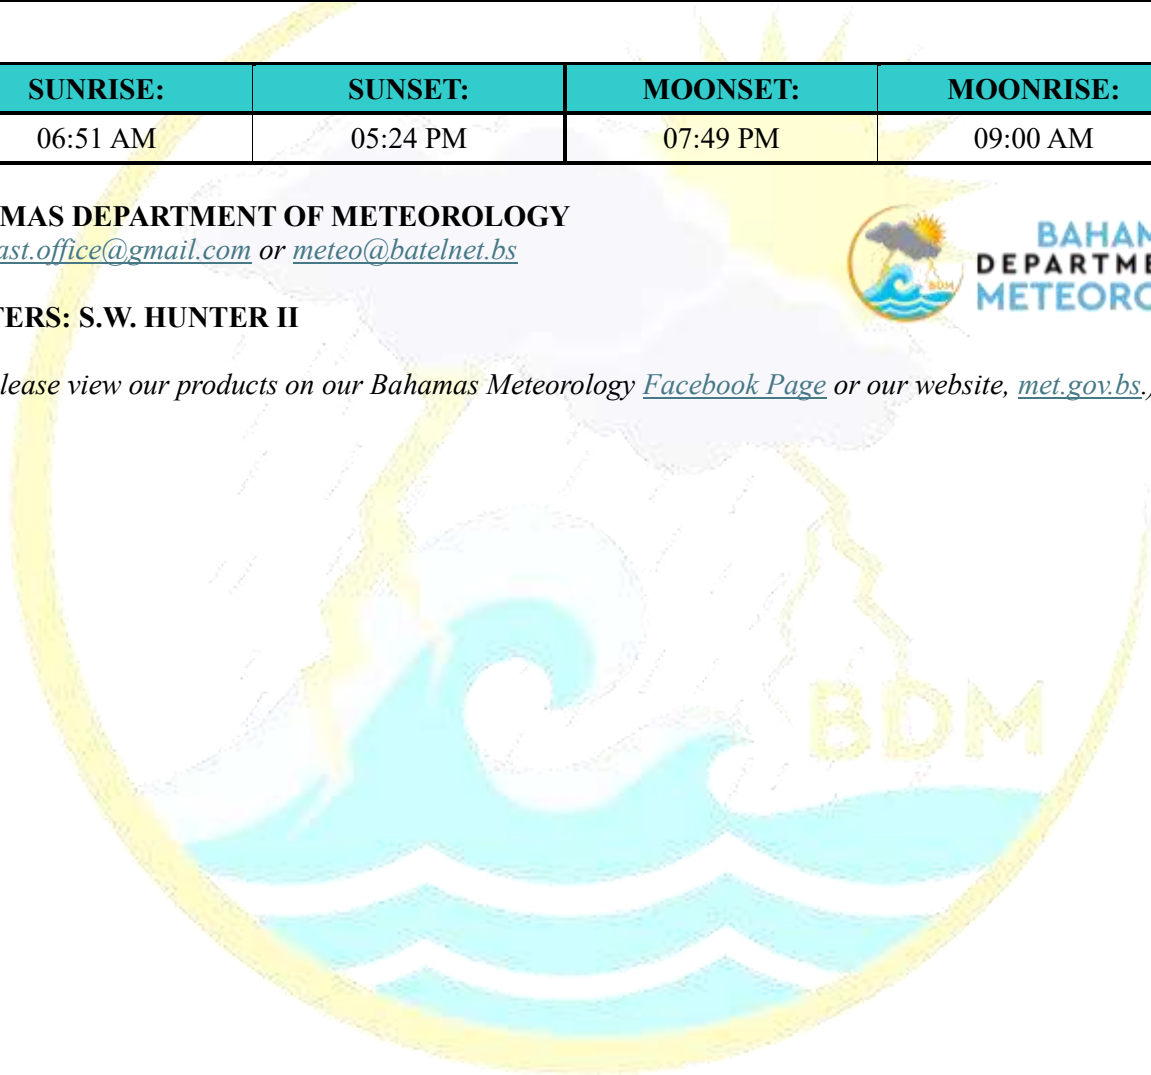 SUNRISE: SUNSET: MOONSET: MOONRISE:
06:51 AM 05:24 PM 07:49 PM 09:00 AM
MAS DEPARTMENT OF METEOROLOGY
ast.office@gmail.com or meteo@batelnet.bs
BAHAM
DEPARTME
METEORO
BDM
TERS: S.W. HUNTER II
lease view our products on our Bahamas Meteorology Facebook Page or our website, met.gov.bs.)
BDM